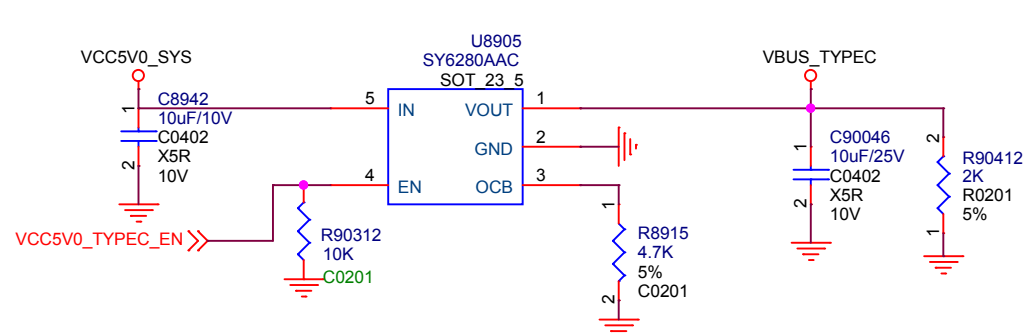 U8905
SY6280AAC
SOT_23_5
VCC5V0_SYS
VBUS_TYPEC
1
C8942
10uF/10V
C0402
X5R
10V
2
5
IN
VOUT
1
GND
2
4
EN
OCB
3
1
C90046
10uF/25V
C0402
X5R
10V
2
2
R90412
2K
R0201
5%
1
VCC5V0_TYPEC_EN
R90312
10K
C0201
1
R8915
4.7K
5%
C0201
2